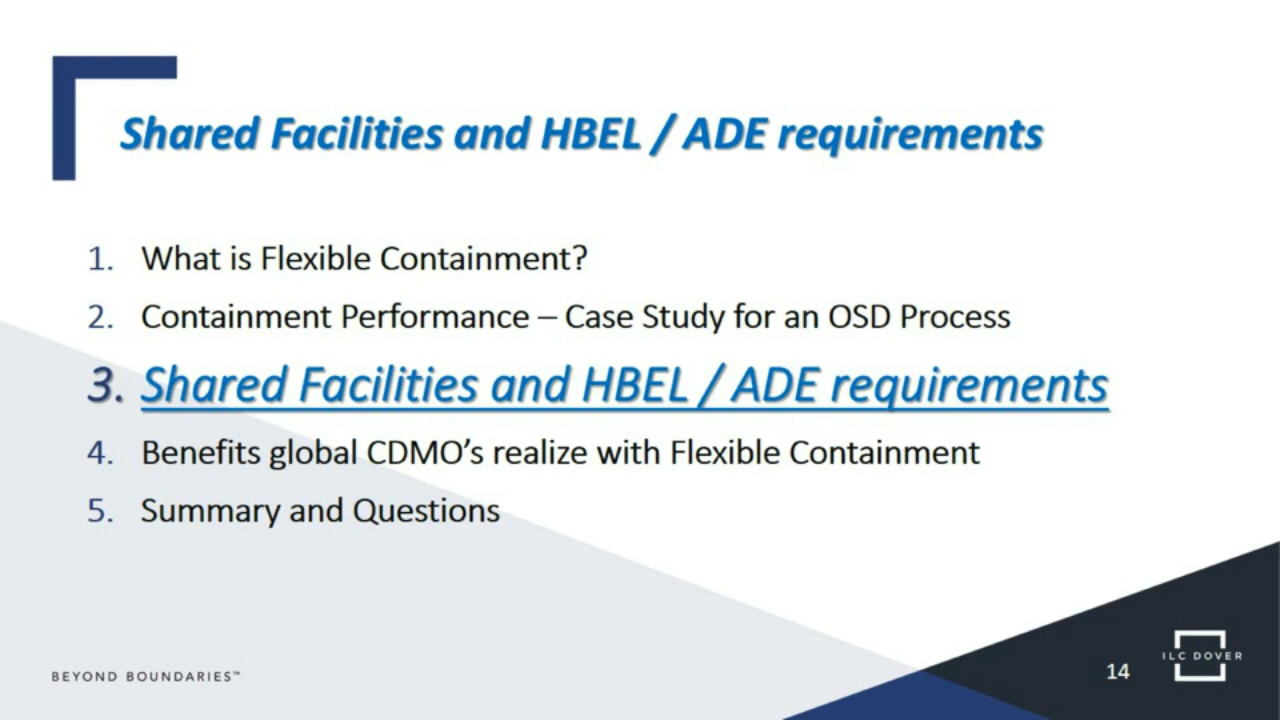 Shared Facilities and HBEL / ADE requirements
1. What is Flexible Containment?
2. Containment Performance – Case Study for an OSD Process
3. Shared Facilities and HBEL / ADE requirements
4. Benefits global CDMO’s realize with Flexible Containment
5. Summary and Questions
BEYOND BOUNDARIES™
14
ILC DOVER